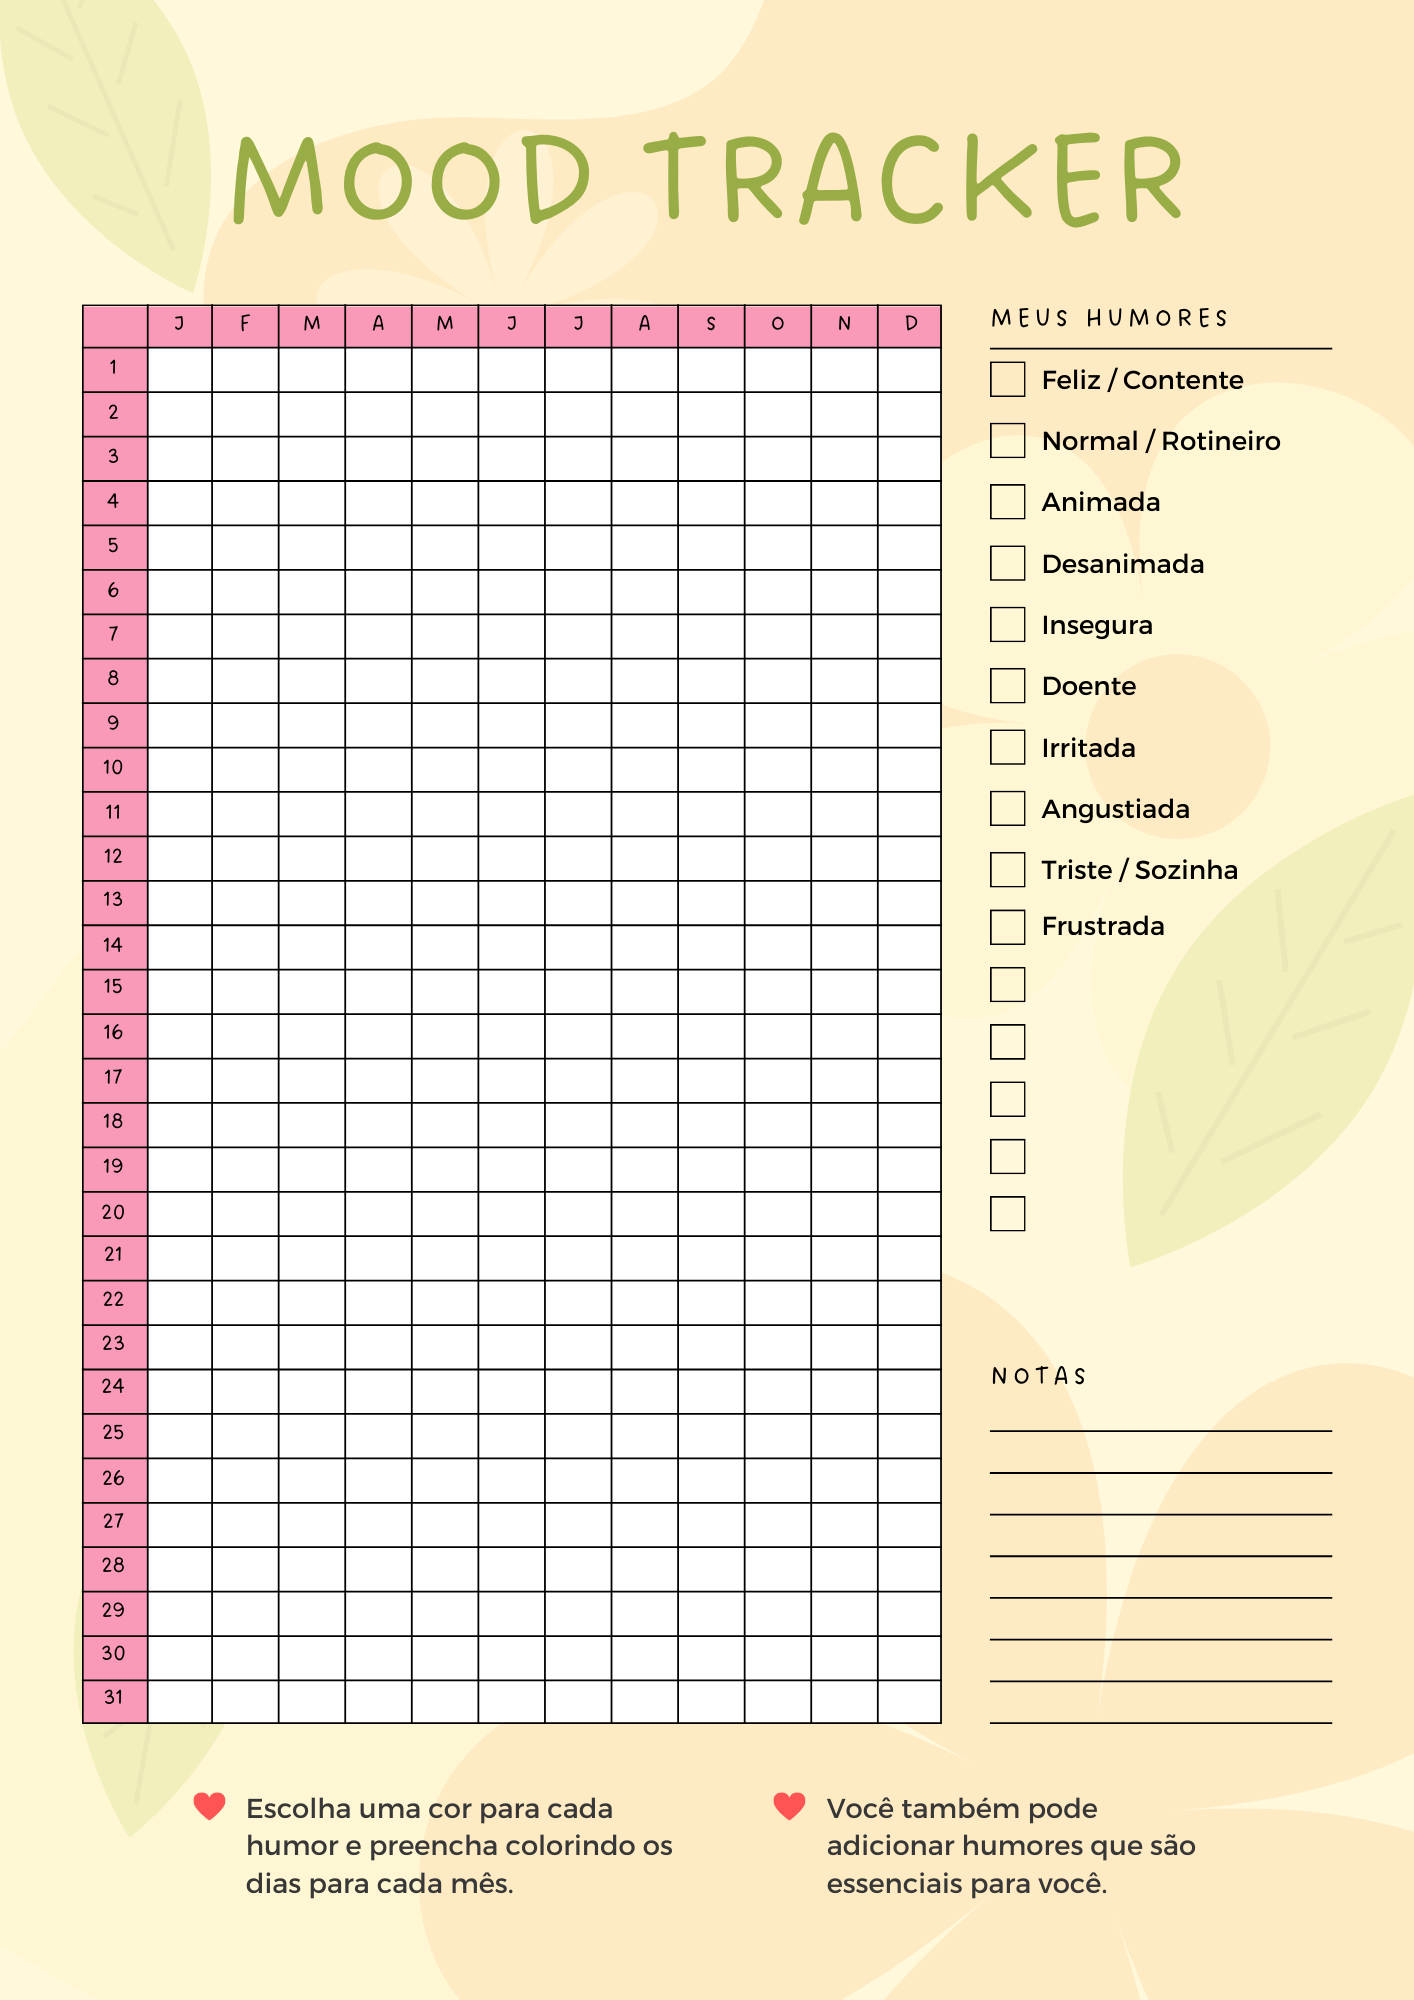 MOOD TRACKER
J F M A M J J A S O N D
1
2
3
4
5
6
7
8
9
10
11
12
13
14
15
16
17
18
19
20
21
22
23
24
25
26
27
28
29
30
31
MEUS HUMORES
Feliz / Contente
Normal / Rotineiro
Animada
Desanimada
Insegura
Doente
Irritada
Angustiada
Triste / Sozinha
Frustrada
NOTAS
Escolha uma cor para cada
humor e preencha colorindo os
dias para cada mês.
Você também pode
adicionar humores que são
essenciais para você.